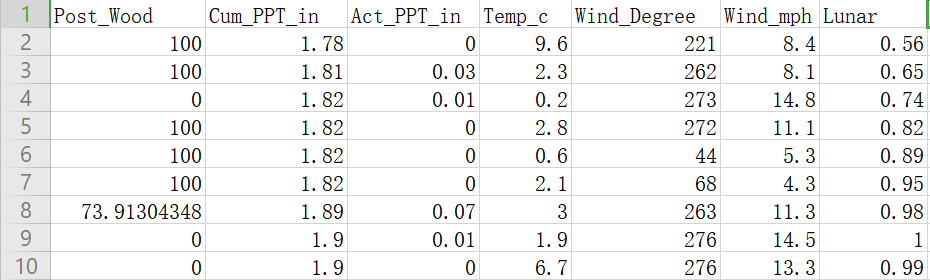 1 Post_Wood Cum_PPT_in Act_PPT_in Temp_c Wind_Degree Wind_mph Lunar
2 100 1.78 0 9.6 221 8.4 0.56
3 100 1.81 0.03 2.3 262 8.1 0.65
4 0 1.82 0.01 0.2 273 14.8 0.74
5 100 1.82 0 2.8 272 11.1 0.82
6 100 1.82 0 0.6 44 5.3 0.89
7 100 1.82 0 2.1 68 4.3 0.95
8 73.91304348 1.89 0.07 3 263 11.3 0.98
9 0 1.9 0.01 1.9 276 14.5 1
10 0 1.9 0 6.7 276 13.3 0.99